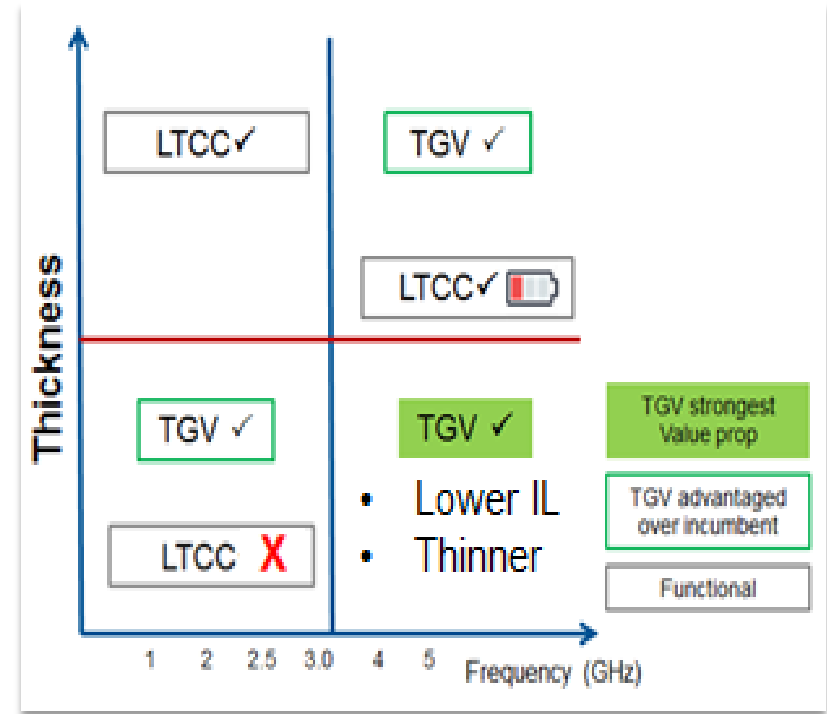 Thickness
LTCC✓
TGV ✓
LTCC✓
TGV ✓
LTCC X
TGV ✓
• Lower IL
• Thinner
TGV strongest
Value prop
TGV advantaged
over incumbent
Functional
1 2 2.5 3.0 4 5
Frequency (GHz)